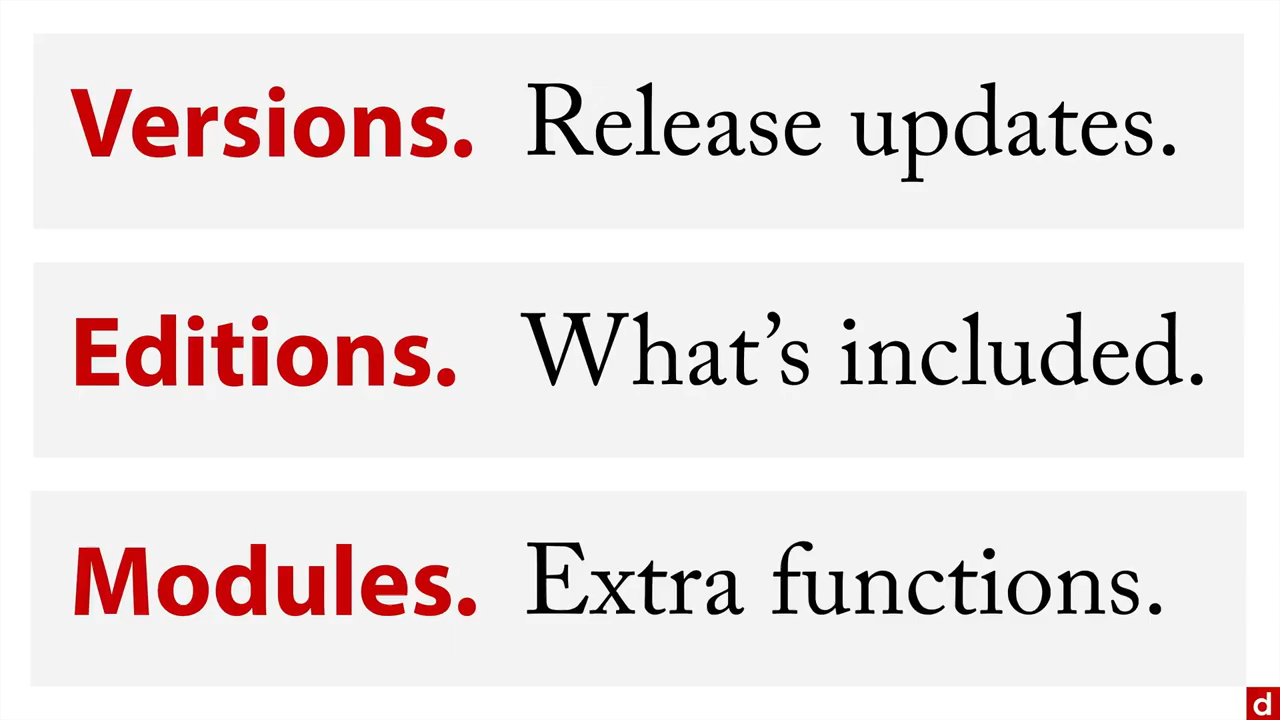 Versions. Release updates.
Editions. What’s included.
Modules. Extra functions.
d